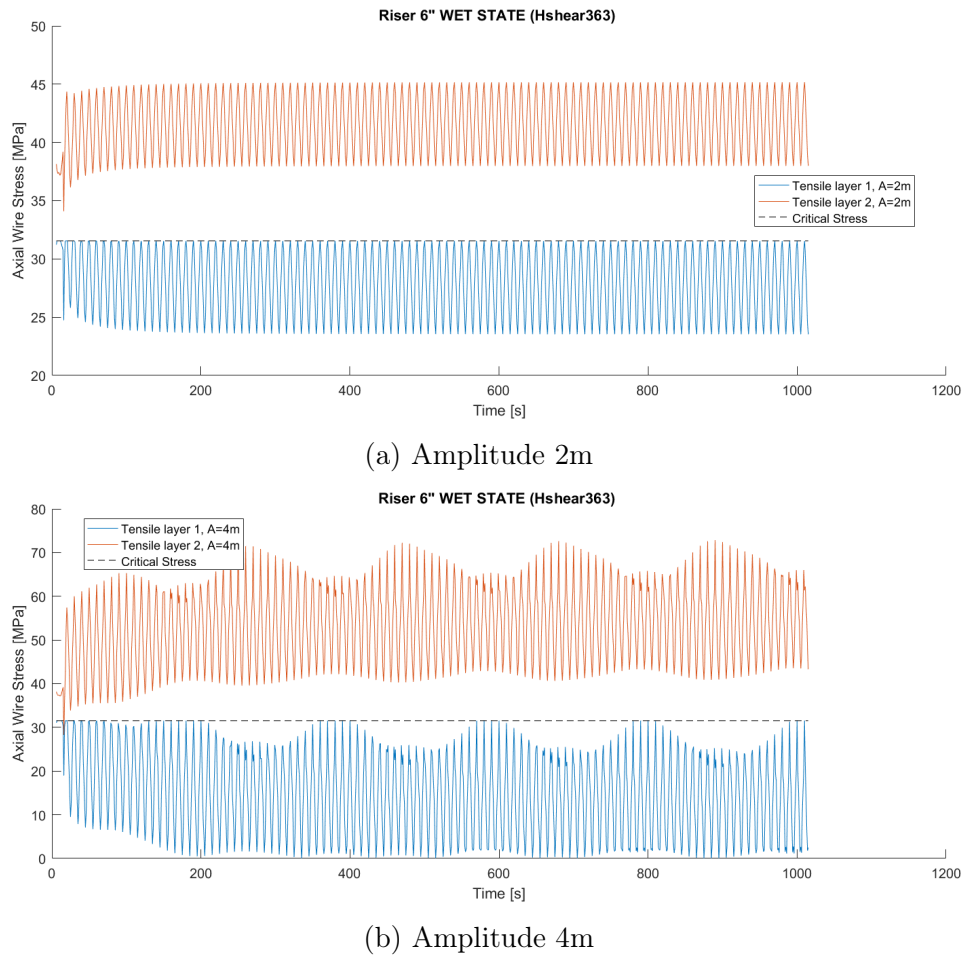 Riser 6" WET STATE (Hshear363)
50
45
40
35
30
25
20
Axial Wire Stress [MPa]
Tensile layer 1, A=2m
Tensile layer 2, A=2m
Critical Stress
0 200 400 600 800 1000 1200
Time [s]
(a) Amplitude 2m
Riser 6" WET STATE (Hshear363)
80
70
60
50
40
30
20
10
0
Axial Wire Stress [MPa]
Tensile layer 1, A=4m
Tensile layer 2, A=4m
Critical Stress
0 200 400 600 800 1000 1200
Time [s]
(b) Amplitude 4m